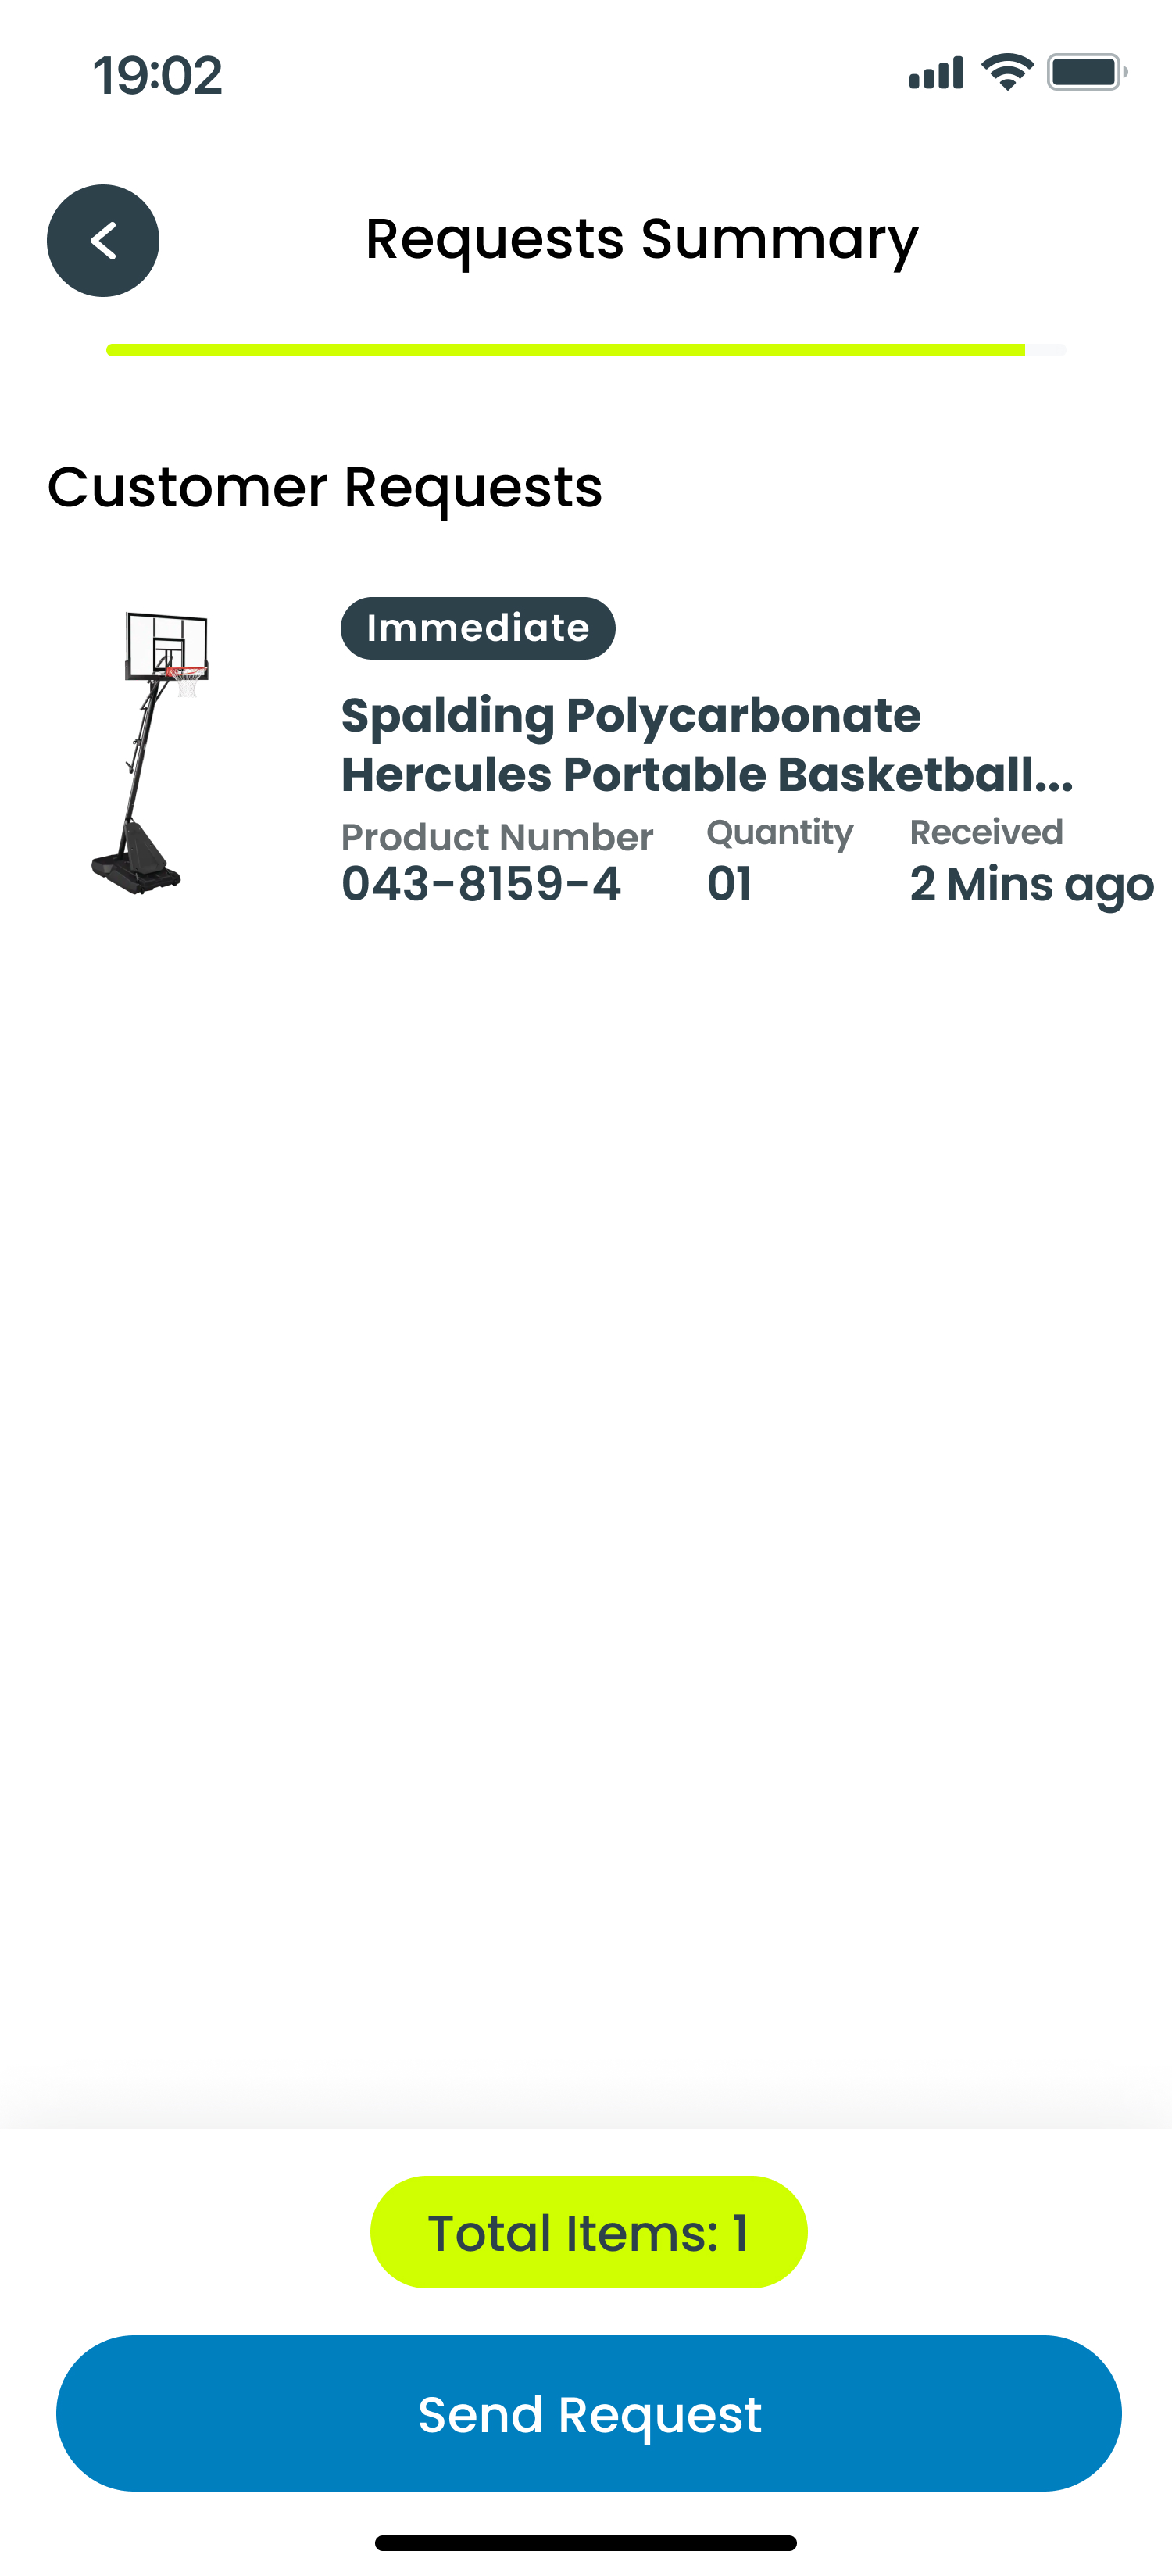 19:02
Requests Summary
Customer Requests
Immediate
Spalding Polycarbonate
Hercules Portable Basketball...
Product Number Quantity Received
043-8159-4 01 2 Mins ago
Total Items: 1
Send Request